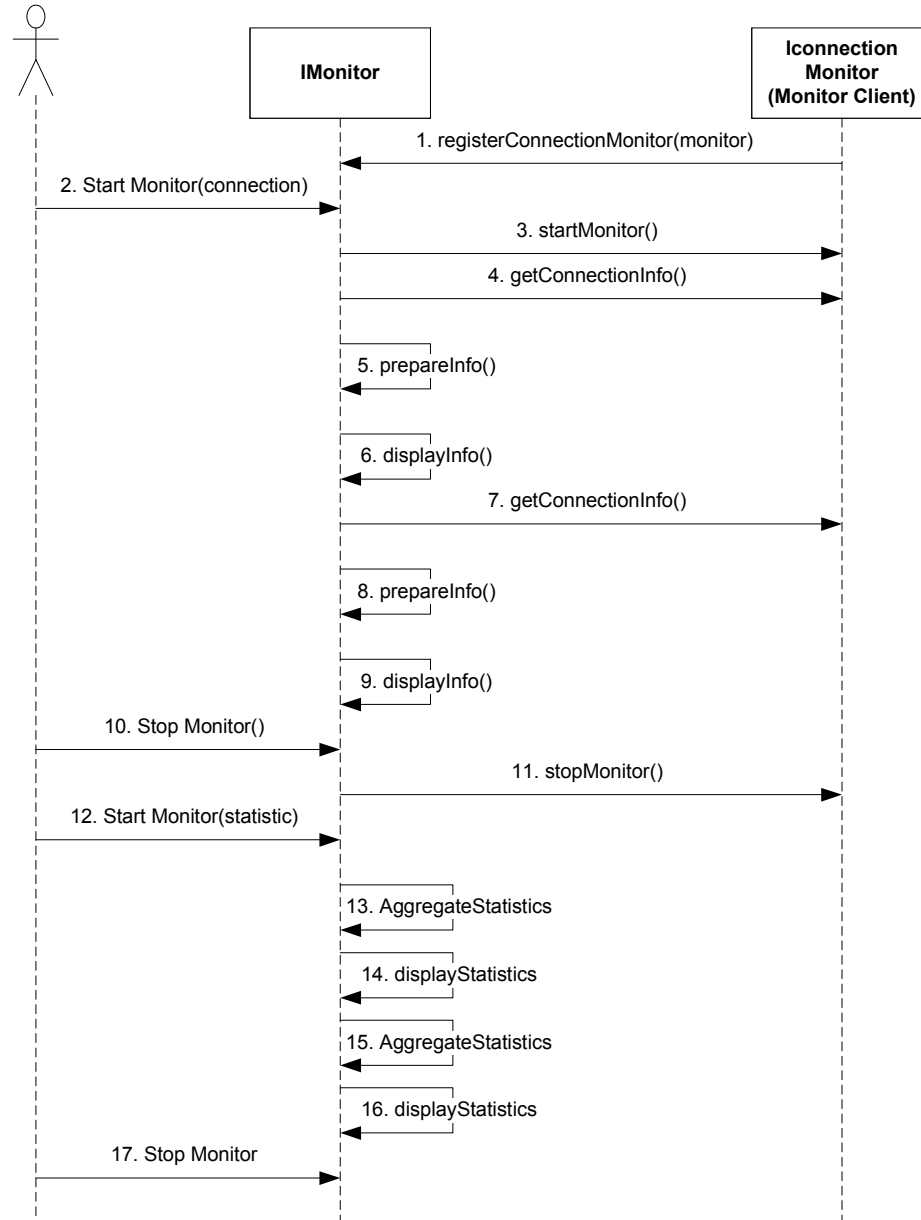 IMonitor
Iconnection
Monitor
(Monitor Client)
1. registerConnectionMonitor(monitor)
2. Start Monitor(connection)
3. startMonitor()
4. getConnectionInfo()
5. prepareInfo()
6. displayInfo()
7. getConnectionInfo()
8. prepareInfo()
9. displayInfo()
10. Stop Monitor()
11. stopMonitor()
12. Start Monitor(statistic)
13. AggregateStatistics
14. displayStatistics
15. AggregateStatistics
16. displayStatistics
17. Stop Monitor